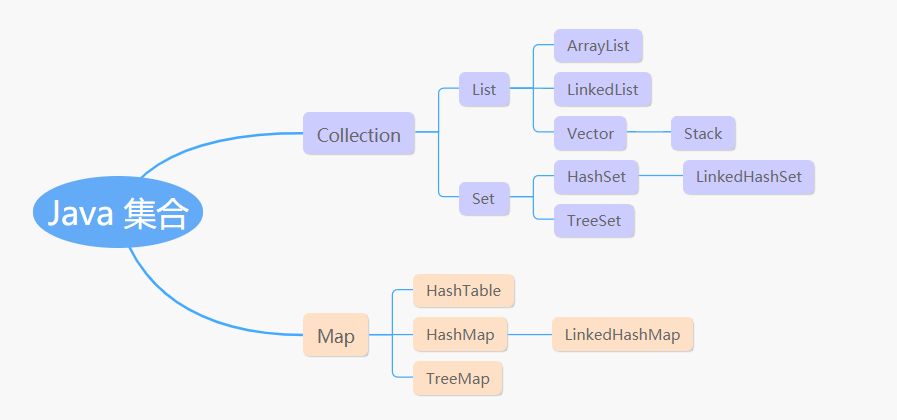 Java 集合
Collection
List
ArrayList
LinkedList
Vector
Stack
Set
HashSet
LinkedHashSet
TreeSet
Map
HashTable
HashMap
LinkedHashMap
TreeMap